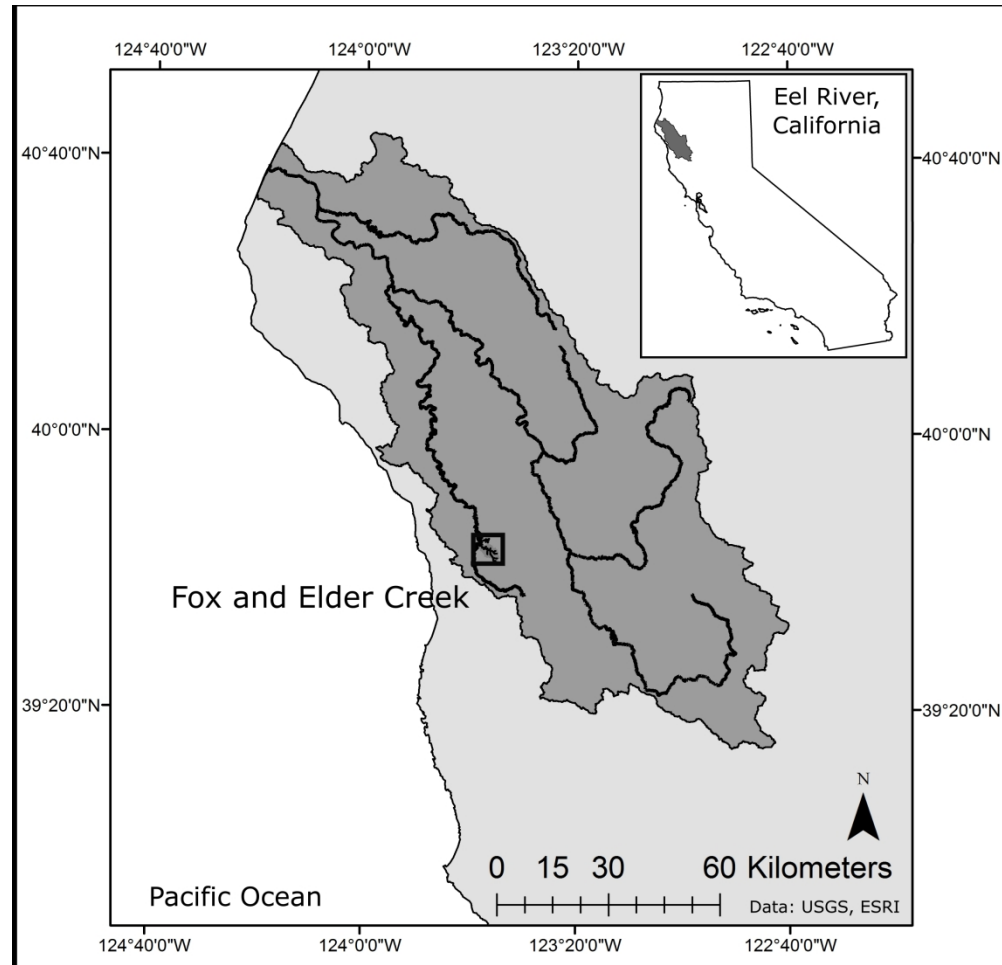 124°40'0"W 124°0'0"W 123°20'0"W 122°40'0"W
Eel River,
California
40°40'0"N 40°40'0"N
40°0'0"N 40°0'0"N
Fox and Elder Creek
39°20'0"N 39°20'0"N
N
0 15 30 60 Kilometers
Pacific Ocean
Data: USGS, ESRI
124°40'0"W 124°0'0"W 123°20'0"W 122°40'0"W